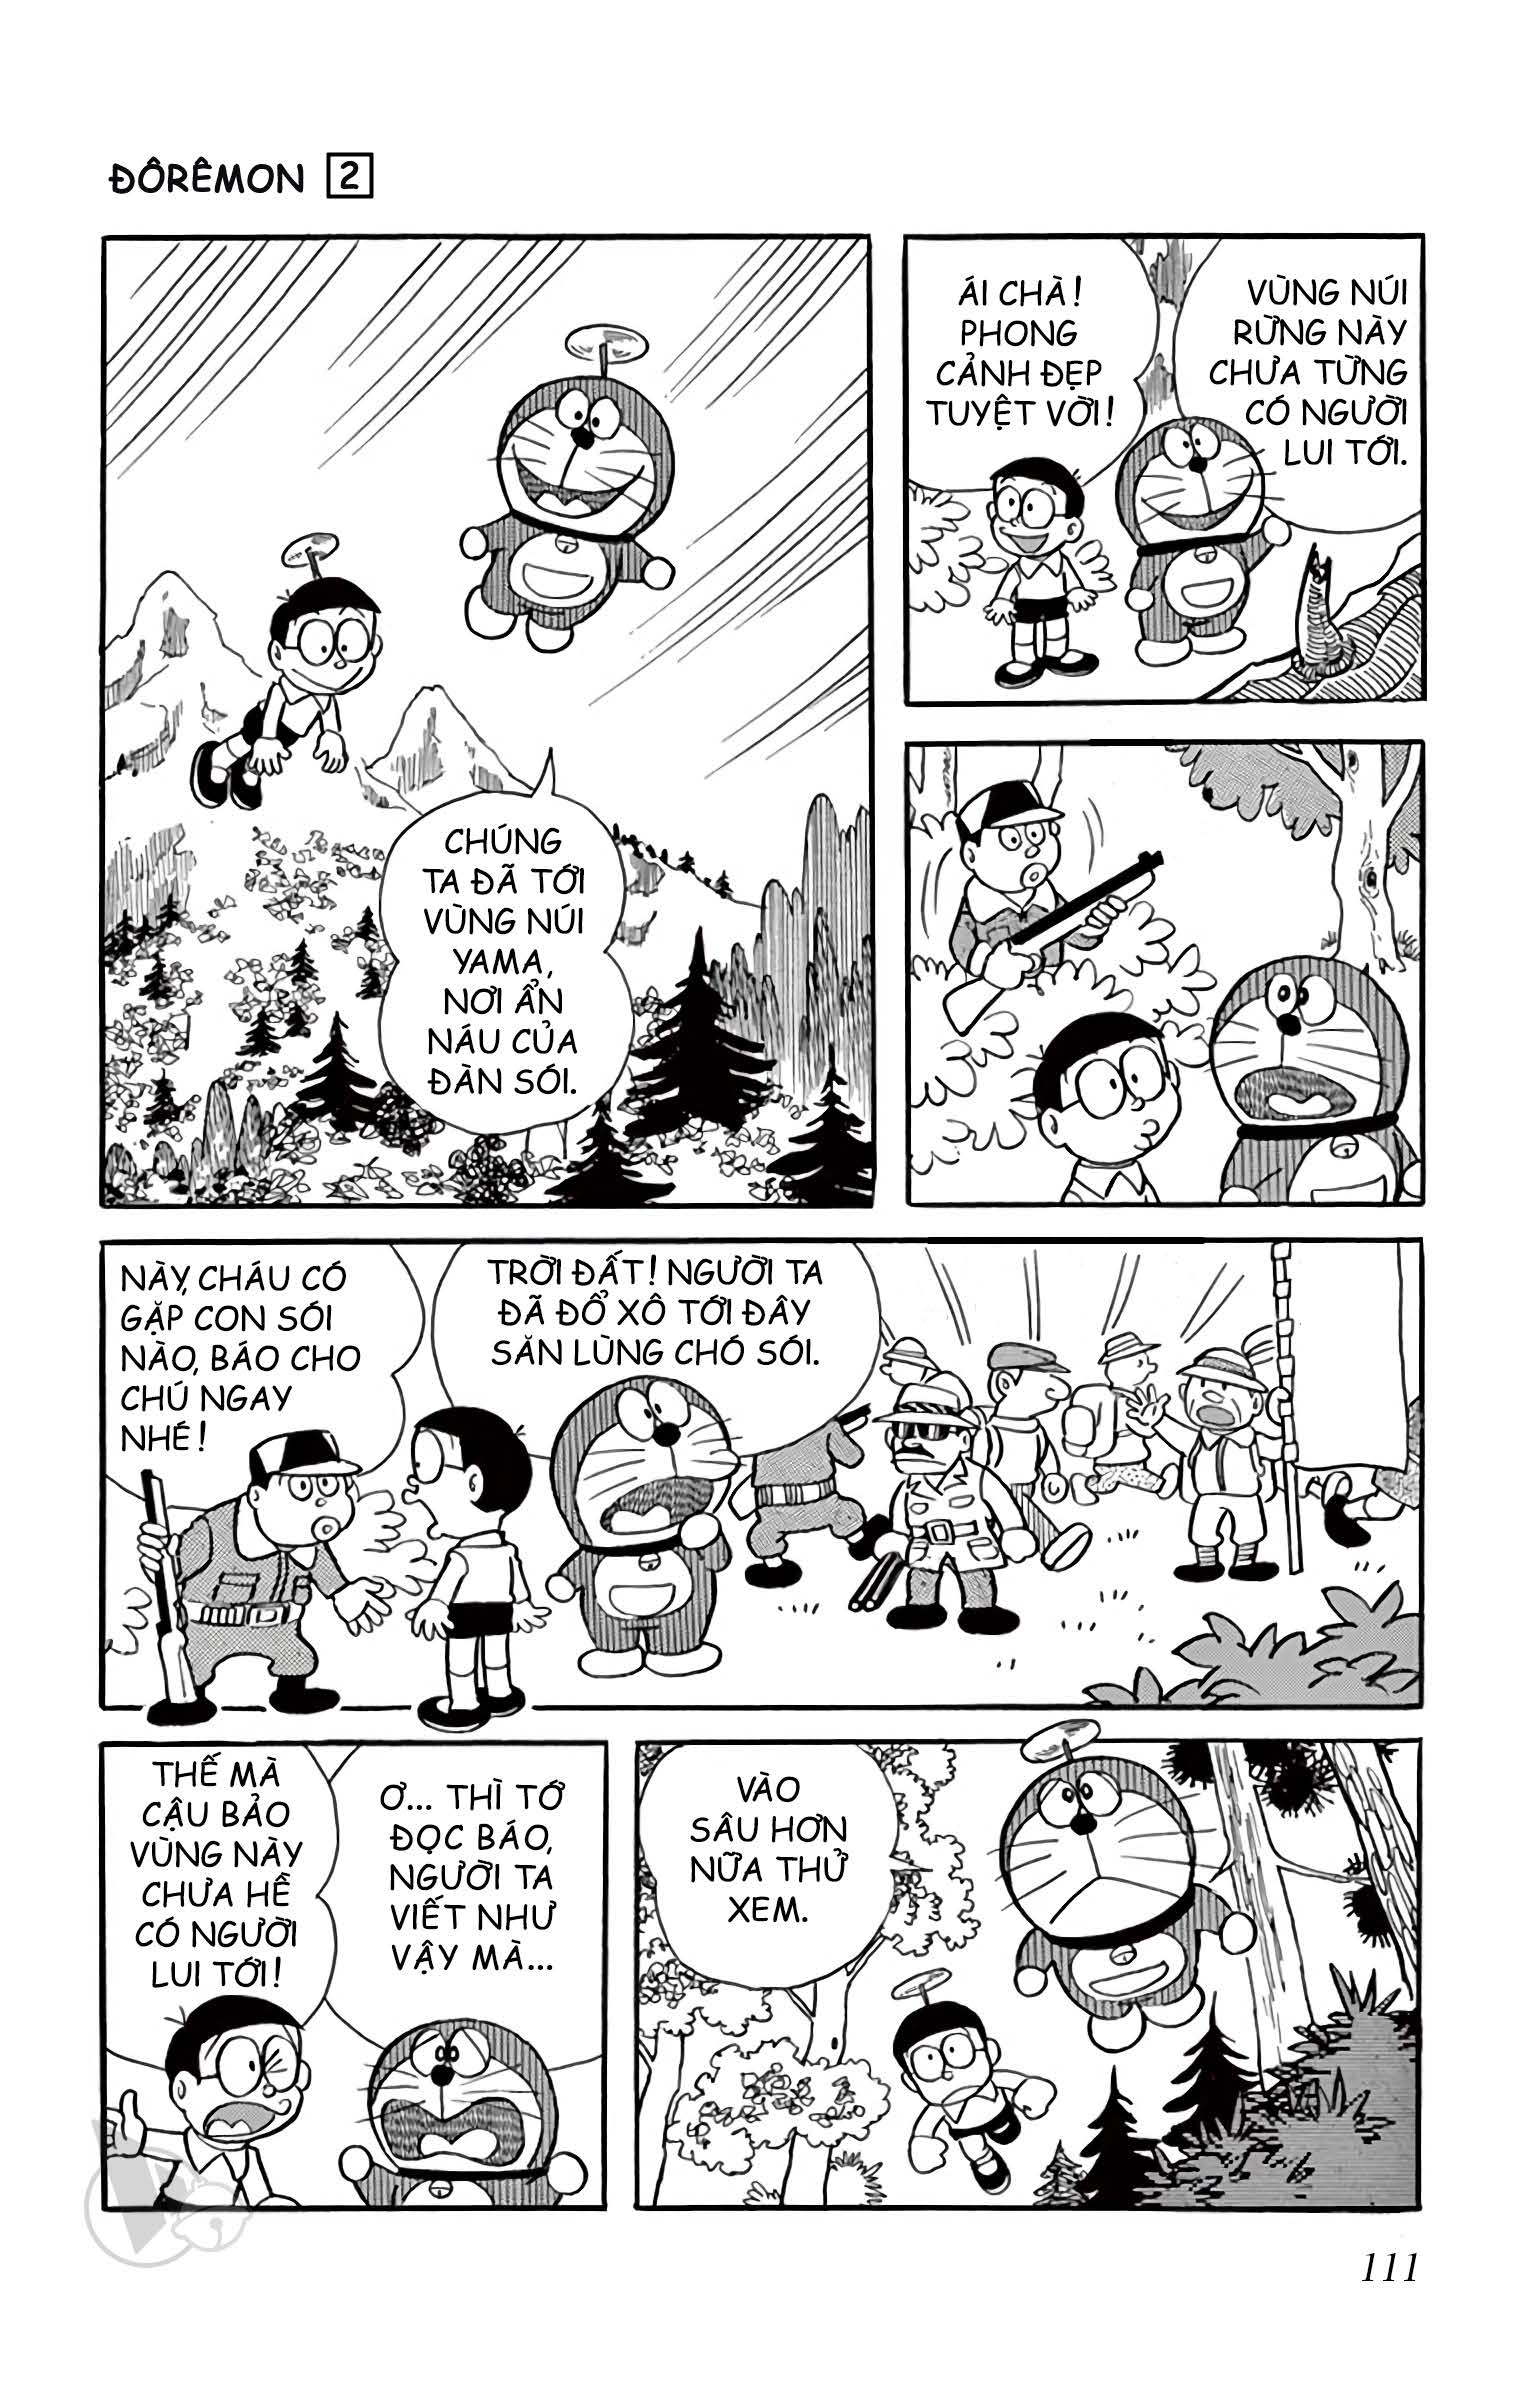 ĐÔRÊMON 2
CHÚNG
TA ĐÃ TỚI
VÙNG NÚI
YAMA,
NƠI ẨN
NÁU CỦA
ĐÀN SÓI.
ÁI CHÀ!
PHONG
CẢNH ĐẸP
TUYỆT VỜI!
VÙNG NÚI
RỪNG NÀY
CHƯA TỪNG
CÓ NGƯỜI
LUI TỚI.
NÀY, CHÁU CÓ
GẶP CON SÓI
NÀO, BÁO CHO
CHÚ NGAY
NHÉ!
TRỜI ĐẤT! NGƯỜI TA
ĐÃ ĐỔ XÔ TỚI ĐÂY
SĂN LÙNG CHÓ SÓI.
THẾ MÀ
CẬU BẢO
VÙNG NÀY
CHƯA HỀ
CÓ NGƯỜI
LUI TỚI!
Ơ... THÌ TỚ
ĐỌC BÁO,
NGƯỜI TA
VIẾT NHƯ
VẬY MÀ...
VÀO
SÂU HƠN
NỮA THỬ
XEM.
111